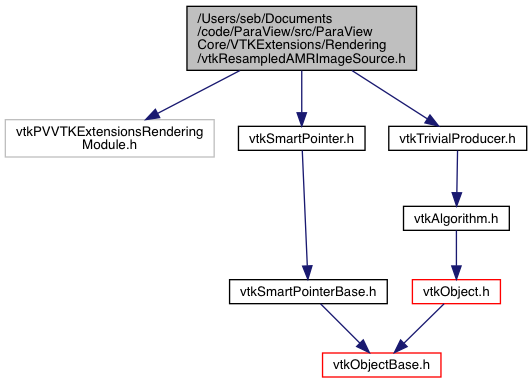 /Users/seb/Documents
/code/ParaView/src/ParaView
Core/VTKExtensions/Rendering
/vtkResampledAMRImageSource.h
vtkPVVTKExtensionsRendering
Module.h
vtkSmartPointer.h
vtkTrivialProducer.h
vtkAlgorithm.h
vtkSmartPointerBase.h
vtkObject.h
vtkObjectBase.h